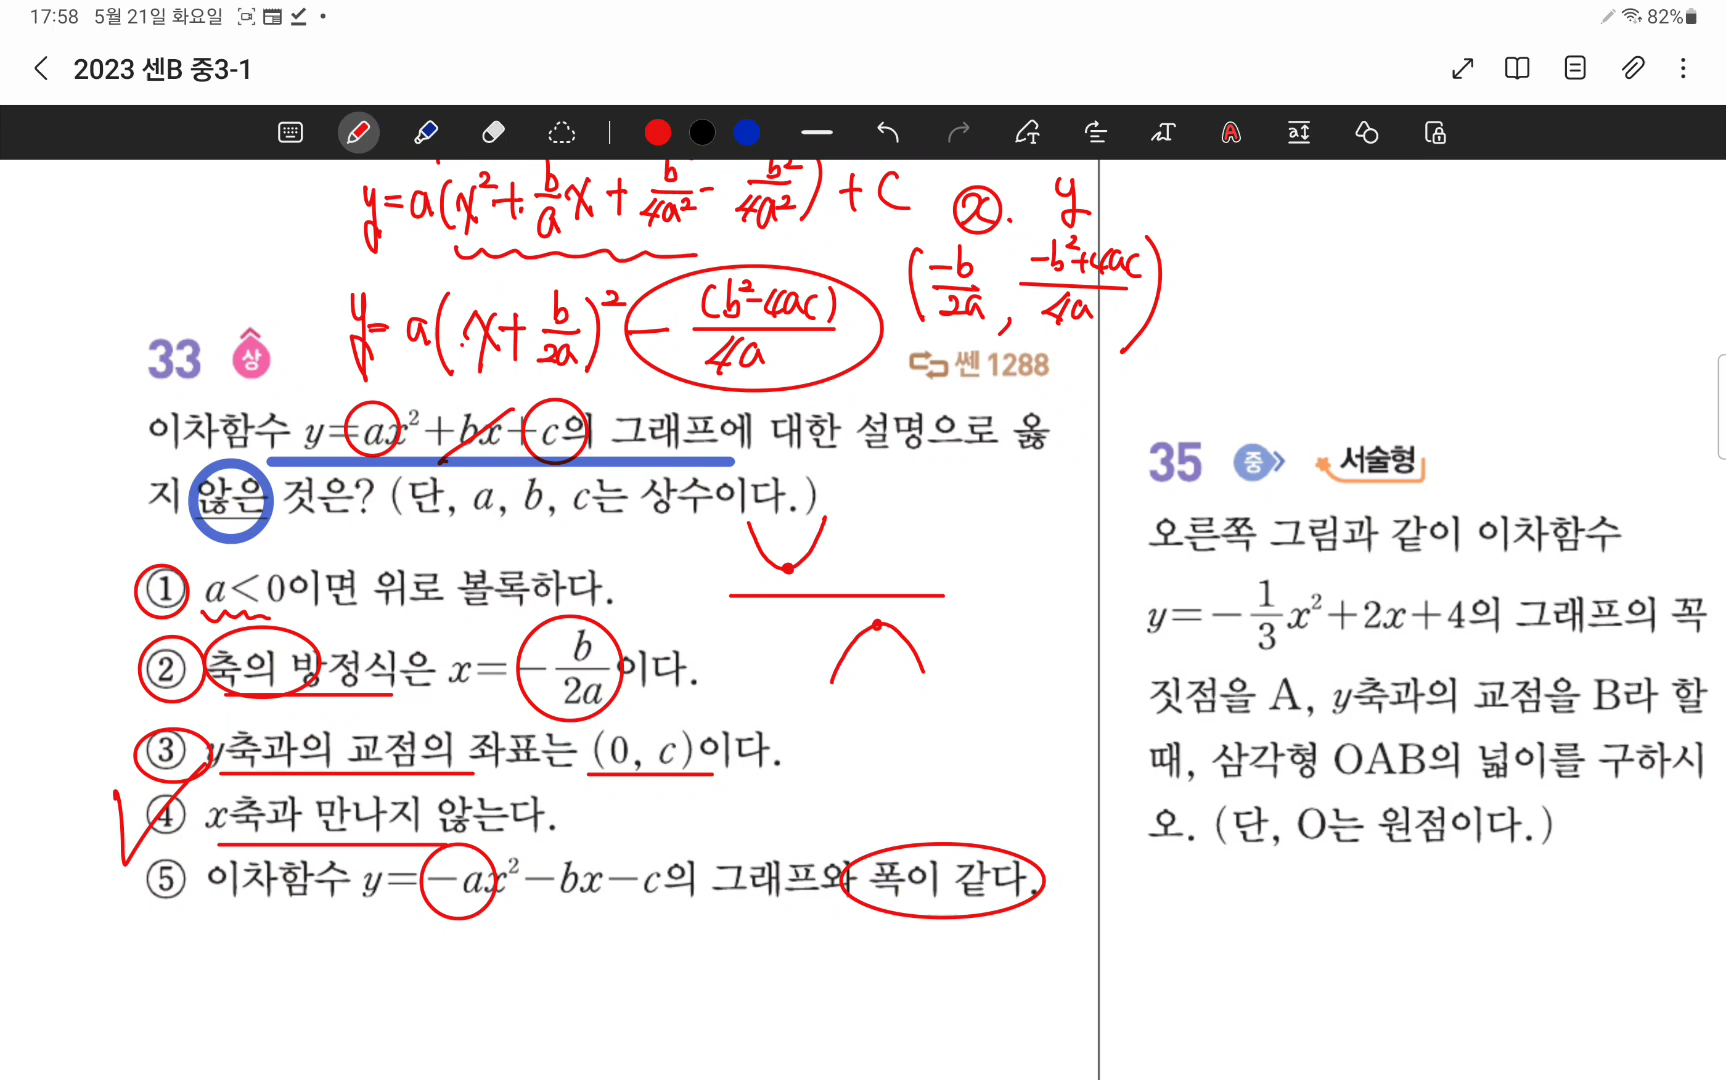 17:58 5월 21일 화요일
82%
2023 센B 중3-1
y=a(x²+b/a x+b/4a²-b²/4a²)+C
x. y
y=a(x+b/2a)²-(b²-4ac)/4a
(-b/2a, -b²+4ac/4a)
33 상
쎈 1288
이차함수 y=ax²+bx+c의 그래프에 대한 설명으로 옳
지 않은 것은? (단, a, b, c는 상수이다.)
① a<0이면 위로 볼록하다.
② 축의 방정식은 x=-b/2a이다.
③ y축과의 교점의 좌표는 (0, c)이다.
④ x축과 만나지 않는다.
⑤ 이차함수 y=-ax²-bx-c의 그래프와 폭이 같다.
35 중 서술형
오른쪽 그림과 같이 이차함수
y=-1/3x²+2x+4의 그래프의 꼭
짓점을 A, y축과의 교점을 B라 할
때, 삼각형 OAB의 넓이를 구하시
오. (단, O는 원점이다.)